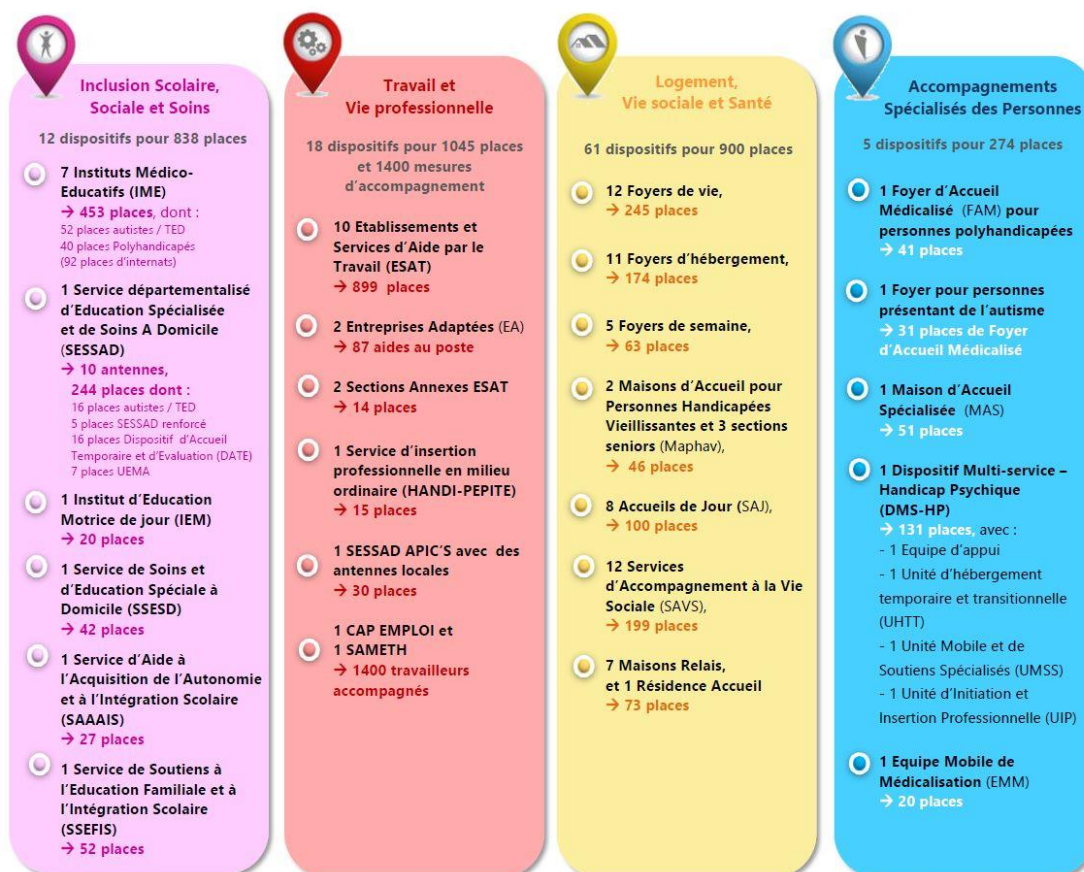 Inclusion Scolaire,
Sociale et Soins
12 dispositifs pour 838 places
7 Instituts Médico-
Educatifs (IME)
→ 453 places, dont :
52 places autistes / TED
40 places Polyhandicapés
(92 places d'internats)
1 Service départementalisé
d'Education Spécialisée
et de Soins A Domicile
(SESSAD)
→ 10 antennes,
244 places dont :
16 places autistes / TED
5 places SESSAD renforcé
16 places Dispositif d'Accueil
Temporaire et d'Evaluation (DATE)
7 places UEMA
1 Institut d'Education
Motrice de jour (IEM)
→ 20 places
1 Service de Soins et
d'Education Spéciale à
Domicile (SSESD)
→ 42 places
1 Service d'Aide à
l'Acquisition de l'Autonomie
et à l'Intégration Scolaire
(SAAAIS)
→ 27 places
1 Service de Soutiens à
l'Education Familiale et à
l'Intégration Scolaire
(SSEFIS)
→ 52 places
Travail et
Vie professionnelle
18 dispositifs pour 1045 places
et 1400 mesures
d'accompagnement
10 Etablissements et
Services d'Aide par le
Travail (ESAT)
→ 899 places
2 Entreprises Adaptées (EA)
→ 87 aides au poste
2 Sections Annexes ESAT
→ 14 places
1 Service d'insertion
professionnelle en milieu
ordinaire (HANDI-PEPITE)
→ 15 places
1 SESSAD APIC'S avec des
antennes locales
→ 30 places
1 CAP EMPLOI et
1 SAMETH
→ 1400 travailleurs
accompagnés
Logement,
Vie sociale et Santé
61 dispositifs pour 900 places
12 Foyers de vie,
→ 245 places
11 Foyers d'hébergement,
→ 174 places
5 Foyers de semaine,
→ 63 places
2 Maisons d'Accueil pour
Personnes Handicapées
Vieillissantes et 3 sections
seniors (Maphav),
→ 46 places
8 Accueils de Jour (SAJ),
→ 100 places
12 Services
d'Accompagnement à la Vie
Sociale (SAVS),
→ 199 places
7 Maisons Relais,
et 1 Résidence Accueil
→ 73 places
Accompagnements
Spécialisés des Personnes
5 dispositifs pour 274 places
1 Foyer d'Accueil
Médicalisé (FAM) pour
personnes polyhandicapées
→ 41 places
1 Foyer pour personnes
présentant de l'autisme
→ 31 places de Foyer
d'Accueil Médicalisé
1 Maison d'Accueil
Spécialisée (MAS)
→ 51 places
1 Dispositif Multi-service –
Handicap Psychique
(DMS-HP)
→ 131 places, avec :
- 1 Equipe d'appui
- 1 Unité d'hébergement
temporaire et transitionnelle
(UHTT)
- 1 Unité Mobile et de
Soutiens Spécialisés (UMSS)
- 1 Unité d'Initiation et
Insertion Professionnelle (UIP)
1 Equipe Mobile de
Médicalisation (EMM)
→ 20 places